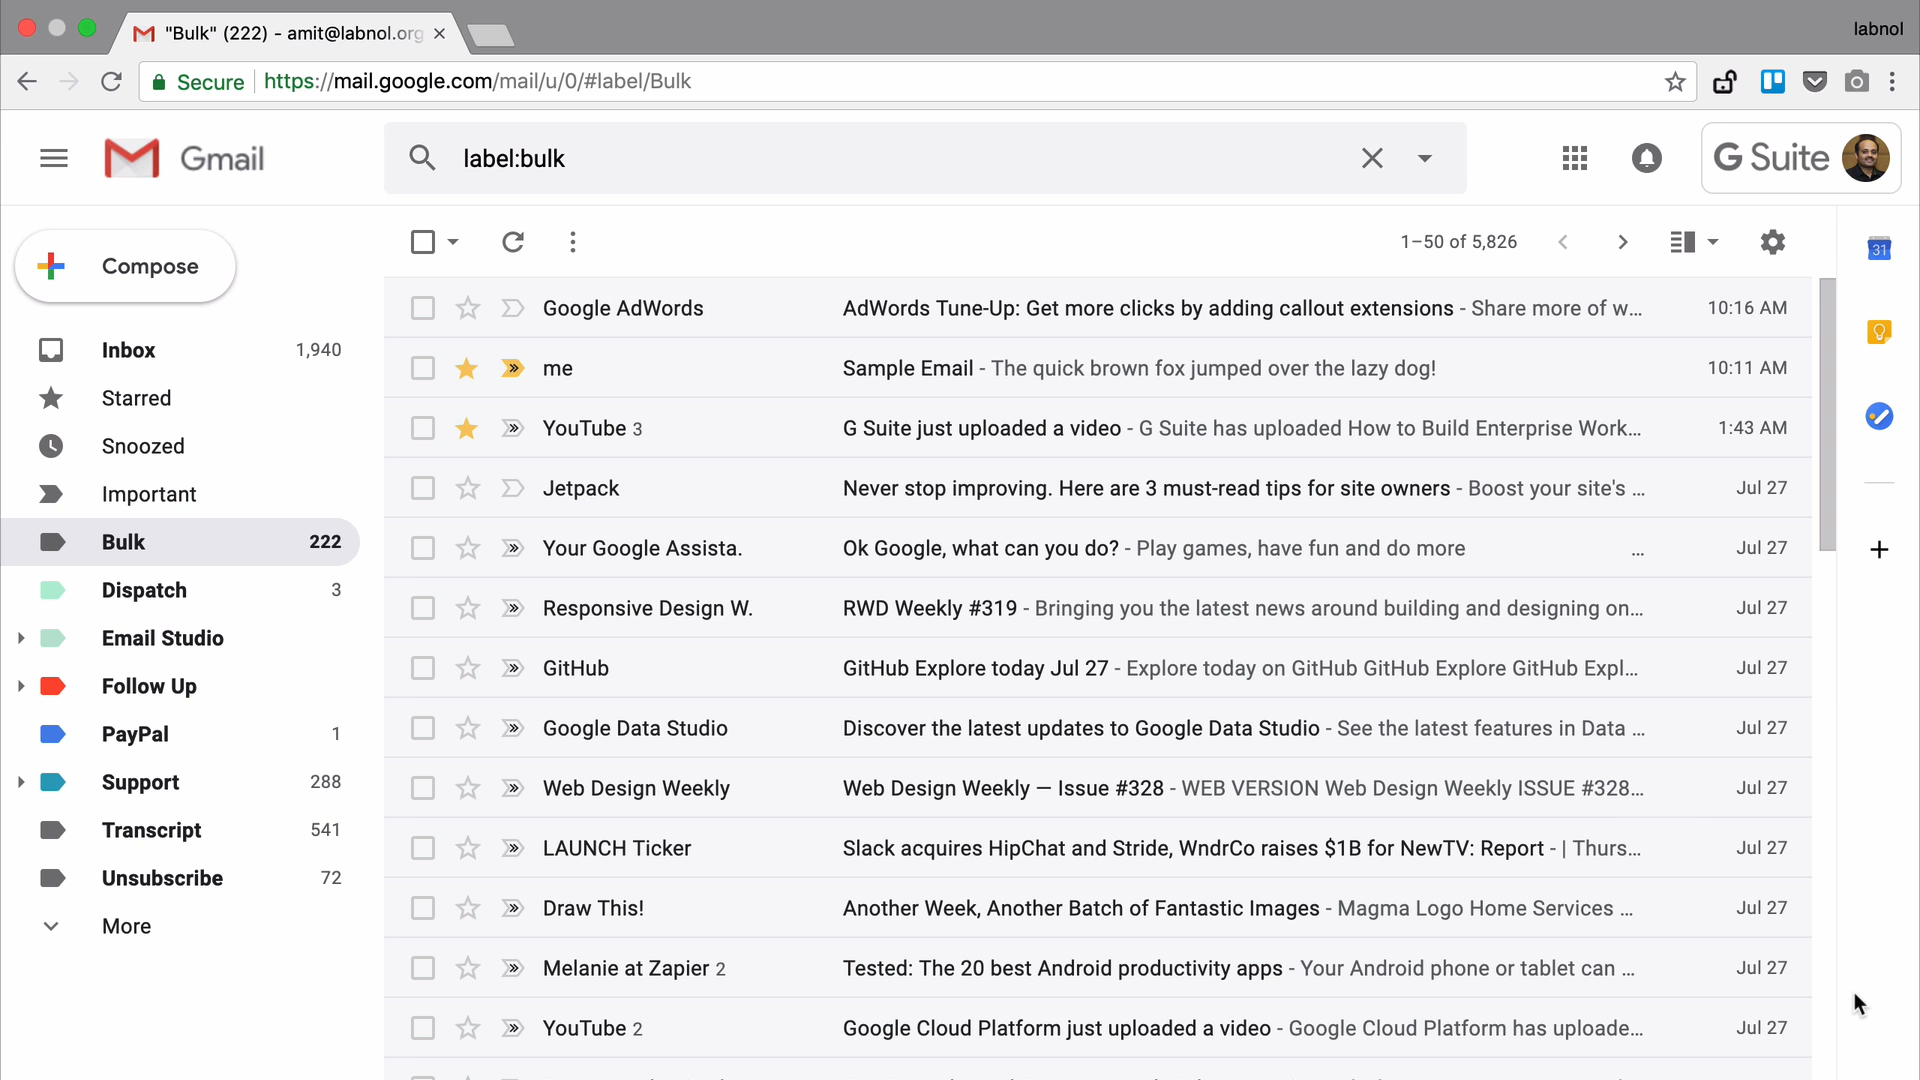 "Bulk" (222) - amit@labnol.org
labnol
Secure https://mail.google.com/mail/u/0/#label/Bulk
Gmail
label:bulk
G Suite
Compose
1–50 of 5,826
31
Inbox 1,940
Starred
Snoozed
Important
Bulk 222
Dispatch 3
Email Studio
Follow Up
PayPal 1
Support 288
Transcript 541
Unsubscribe 72
More
Google AdWords AdWords Tune-Up: Get more clicks by adding callout extensions - Share more of w... 10:16 AM
me Sample Email - The quick brown fox jumped over the lazy dog! 10:11 AM
YouTube 3 G Suite just uploaded a video - G Suite has uploaded How to Build Enterprise Work... 1:43 AM
Jetpack Never stop improving. Here are 3 must-read tips for site owners - Boost your site's ... Jul 27
Your Google Assista. Ok Google, what can you do? - Play games, have fun and do more ... Jul 27
Responsive Design W. RWD Weekly #319 - Bringing you the latest news around building and designing on... Jul 27
GitHub GitHub Explore today Jul 27 - Explore today on GitHub GitHub Explore GitHub Expl... Jul 27
Google Data Studio Discover the latest updates to Google Data Studio - See the latest features in Data ... Jul 27
Web Design Weekly Web Design Weekly — Issue #328 - WEB VERSION Web Design Weekly ISSUE #328... Jul 27
LAUNCH Ticker Slack acquires HipChat and Stride, WndrCo raises $1B for NewTV: Report - | Thurs... Jul 27
Draw This! Another Week, Another Batch of Fantastic Images - Magma Logo Home Services ... Jul 27
Melanie at Zapier 2 Tested: The 20 best Android productivity apps - Your Android phone or tablet can ... Jul 27
YouTube 2 Google Cloud Platform just uploaded a video - Google Cloud Platform has uploade... Jul 27